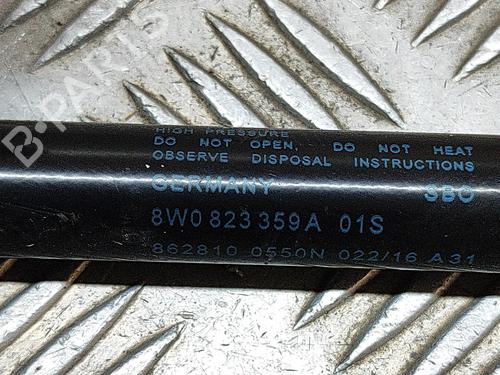 B-PARTS
HIGH PRESSURE
DO NOT OPEN, DO NOT HEAT
OBSERVE DISPOSAL INSTRUCTIONS
GERMANY SBO
8W0 823 359A 01S
862810 0550N 022/16 A31